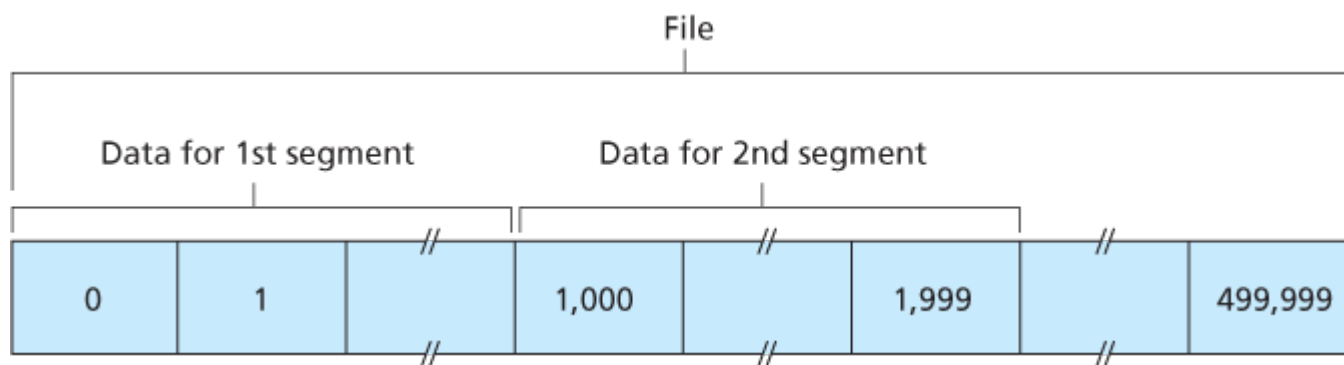 File
Data for 1st segment Data for 2nd segment
0 1 1,000 1,999 499,999